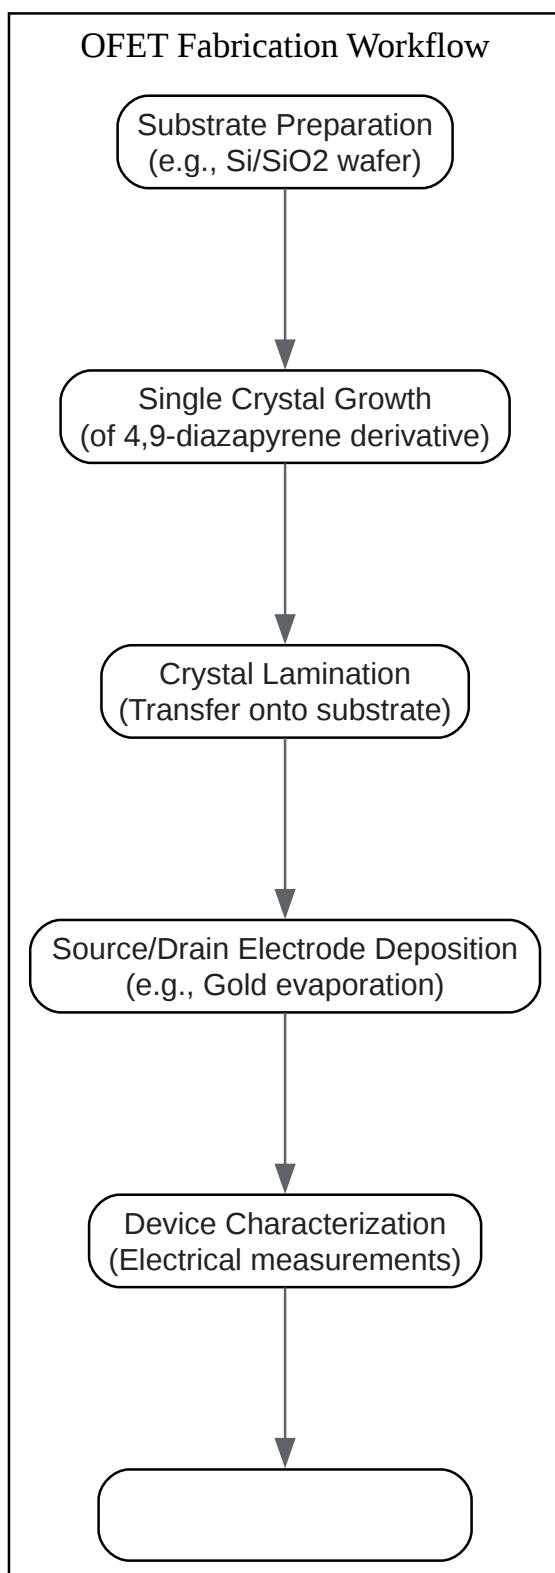 OFET Fabrication Workflow
Substrate Preparation
(e.g., Si/SiO2 wafer)
Single Crystal Growth
(of 4,9-diazapyrene derivative)
Crystal Lamination
(Transfer onto substrate)
Source/Drain Electrode Deposition
(e.g., Gold evaporation)
Device Characterization
(Electrical measurements)